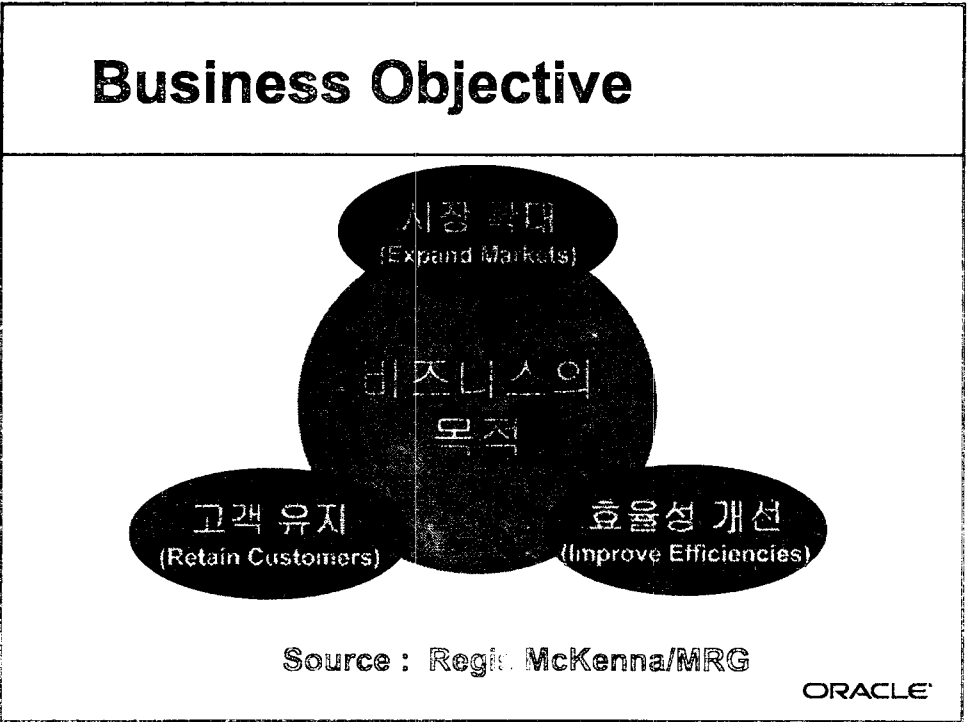 Business Objective
시장 확대
(Expand Markets)
비즈니스의
목적
고객 유지
(Retain Customers)
효율성 개선
(Improve Efficiencies)
Source : Regis McKenna/MRG
ORACLE